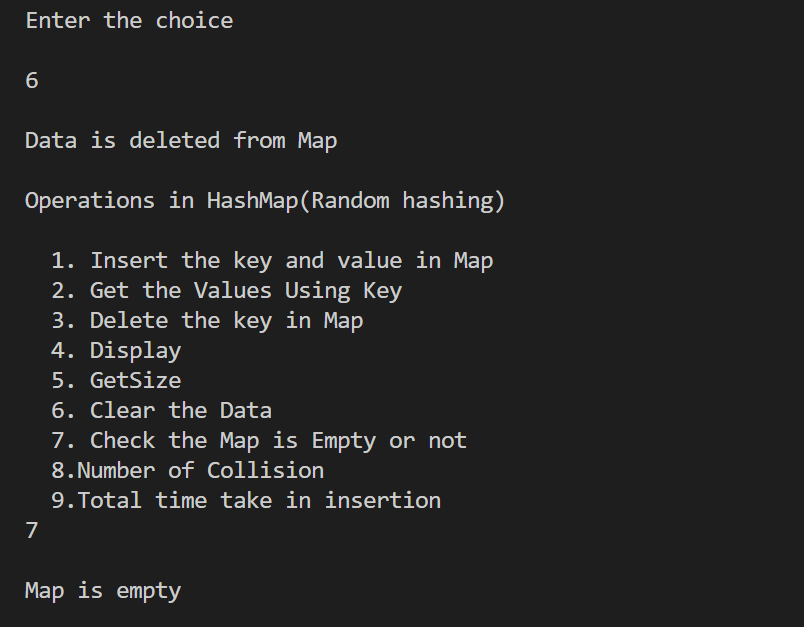 Enter the choice
6
Data is deleted from Map
Operations in HashMap(Random hashing)
1. Insert the key and value in Map
2. Get the Values Using Key
3. Delete the key in Map
4. Display
5. GetSize
6. Clear the Data
7. Check the Map is Empty or not
8.Number of Collision
9.Total time take in insertion
7
Map is empty